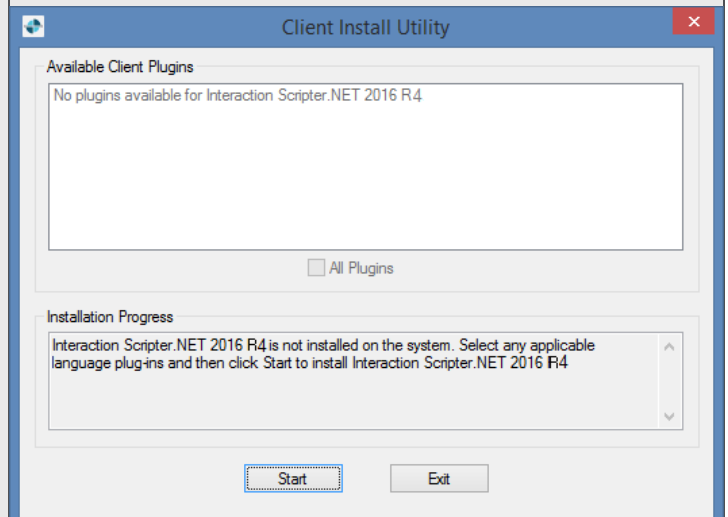 Client Install Utility
Available Client Plugins
No plugins available for Interaction Scripter.NET 2016 R4
All Plugins
Installation Progress
Interaction Scripter.NET 2016 R4 is not installed on the system. Select any applicable
language plug-ins and then click Start to install Interaction Scripter.NET 2016 R4
Start
Exit